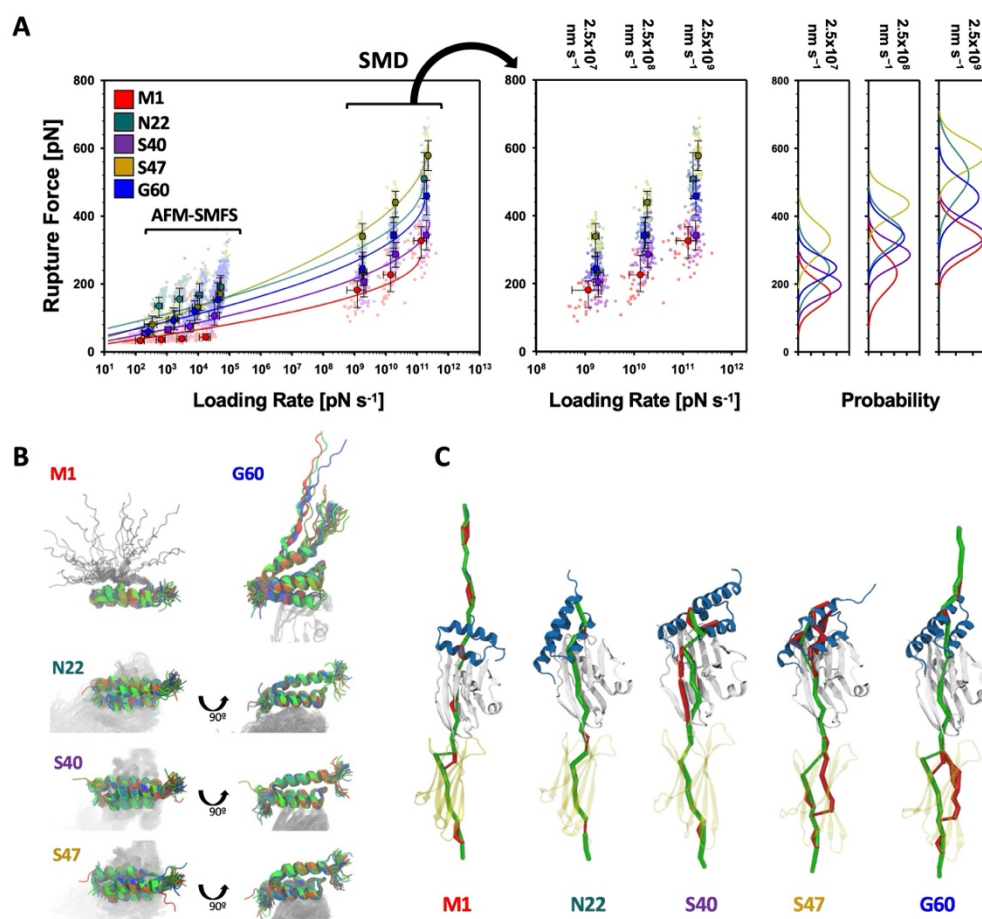 A
SMD
2.5x10⁷
nm s⁻¹
2.5x10⁸
nm s⁻¹
2.5x10⁹
nm s⁻¹
2.5x10⁷
nm s⁻¹
2.5x10⁸
nm s⁻¹
2.5x10⁹
nm s⁻¹
Rupture Force [pN]
800
600
400
200
0
M1
N22
S40
S47
G60
AFM-SMFS
10¹ 10² 10³ 10⁴ 10⁵ 10⁶ 10⁷ 10⁸ 10⁹ 10¹⁰ 10¹¹ 10¹² 10¹³
Loading Rate [pN s⁻¹]
800
600
400
200
0
10⁸ 10⁹ 10¹⁰ 10¹¹ 10¹²
Loading Rate [pN s⁻¹]
800
600
400
200
0
Probability
B
M1
G60
N22
90º
S40
90º
S47
90º
C
M1 N22 S40 S47 G60